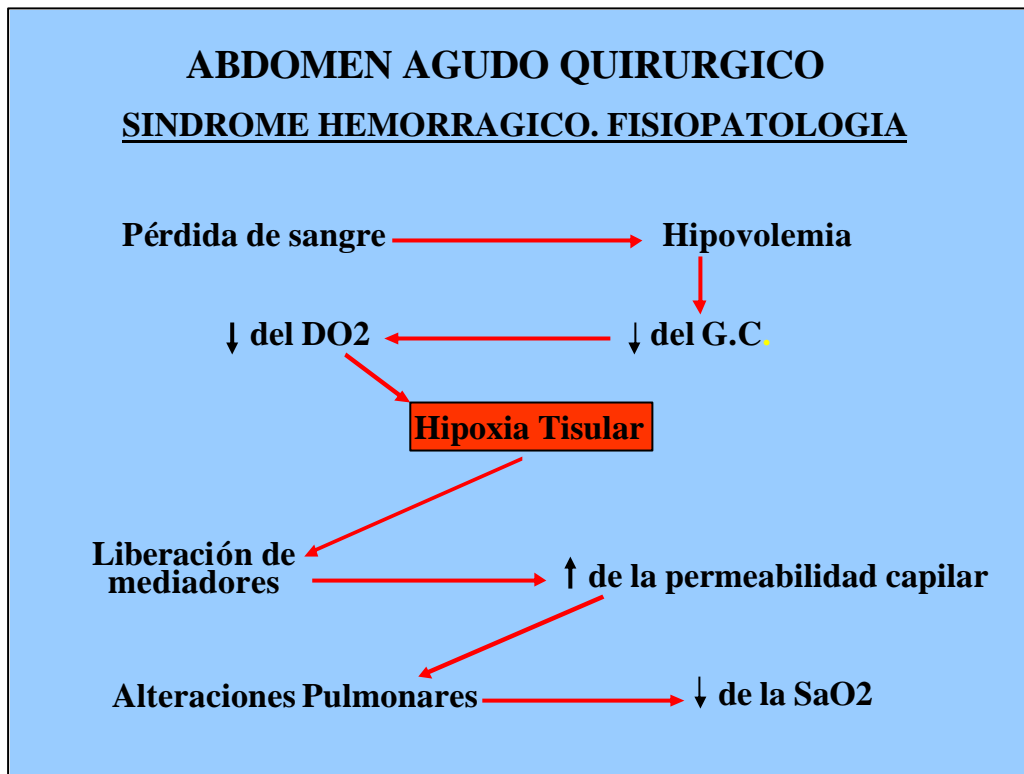 ABDOMEN AGUDO QUIRURGICO
SINDROME HEMORRAGICO. FISIOPATOLOGIA
Pérdida de sangre
Hipovolemia
↓ del G.C.
↓ del DO2
Hipoxia Tisular
Liberación de
mediadores
↑ de la permeabilidad capilar
Alteraciones Pulmonares
↓ de la SaO2